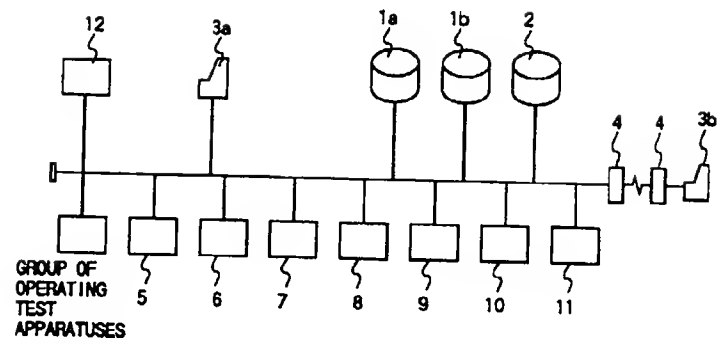 12
3a
1a
1b
2
4
4
3b
GROUP OF
OPERATING
TEST
APPARATUSES
5
6
7
8
9
10
11